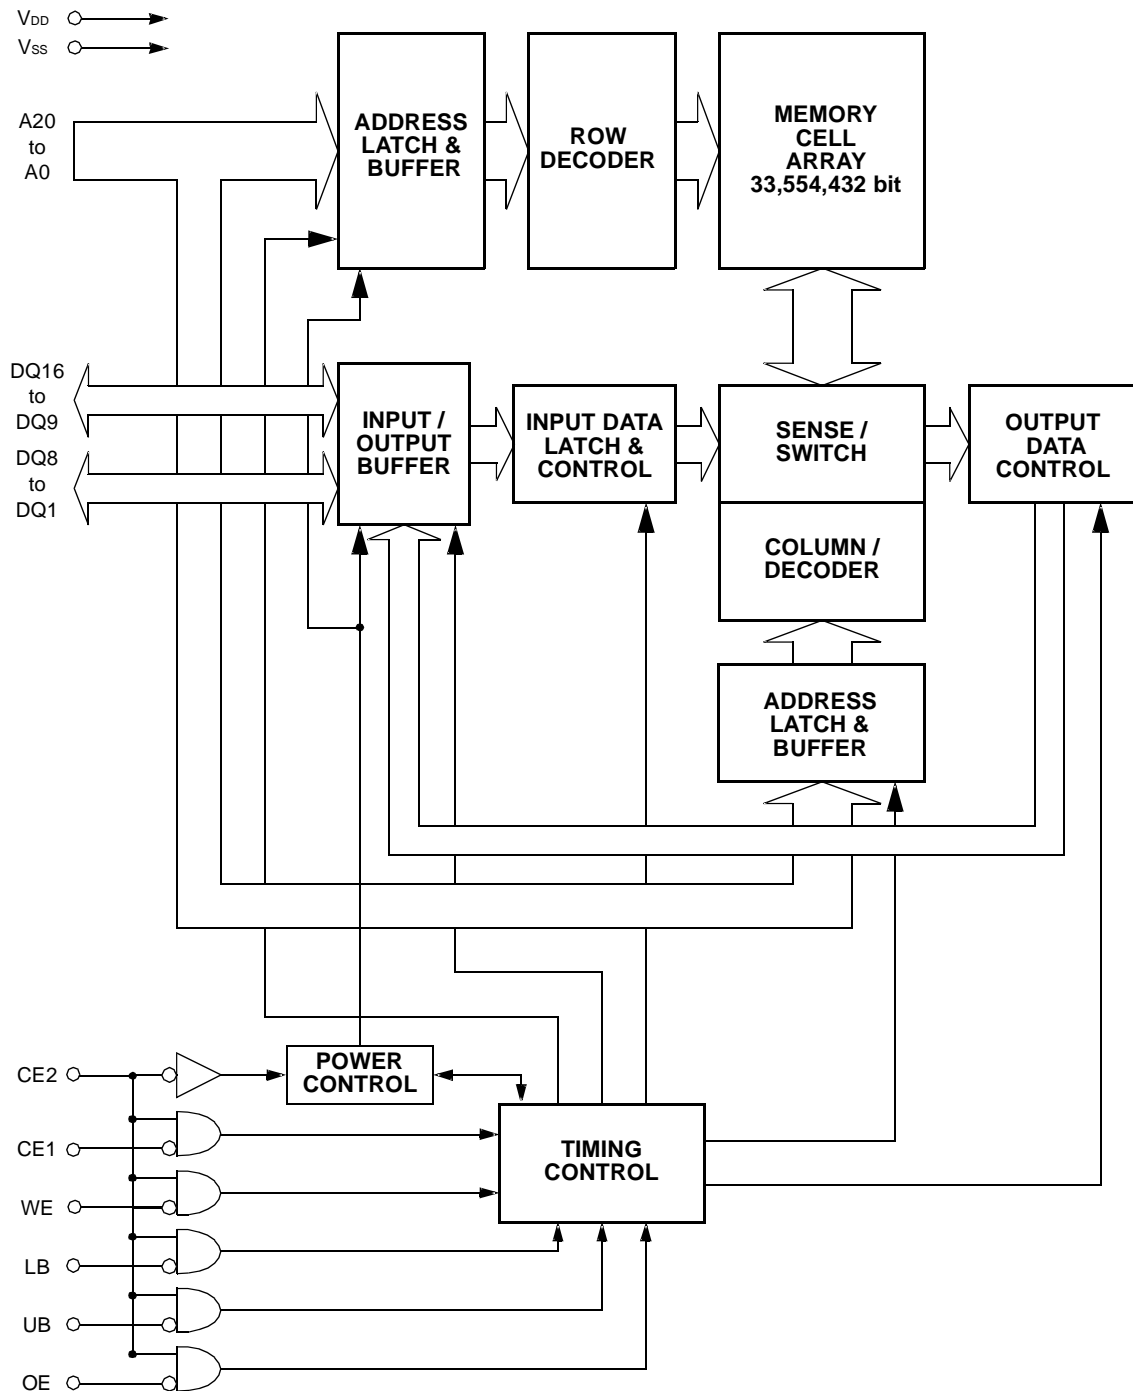 VDD
VSS
A20
to
A0
ADDRESS
LATCH &
BUFFER
ROW
DECODER
MEMORY
CELL
ARRAY
33,554,432 bit
DQ16
to
DQ9
DQ8
to
DQ1
INPUT /
OUTPUT
BUFFER
INPUT DATA
LATCH &
CONTROL
SENSE /
SWITCH
OUTPUT
DATA
CONTROL
COLUMN /
DECODER
ADDRESS
LATCH &
BUFFER
CE2
POWER
CONTROL
CE1
TIMING
CONTROL
WE
LB
UB
OE